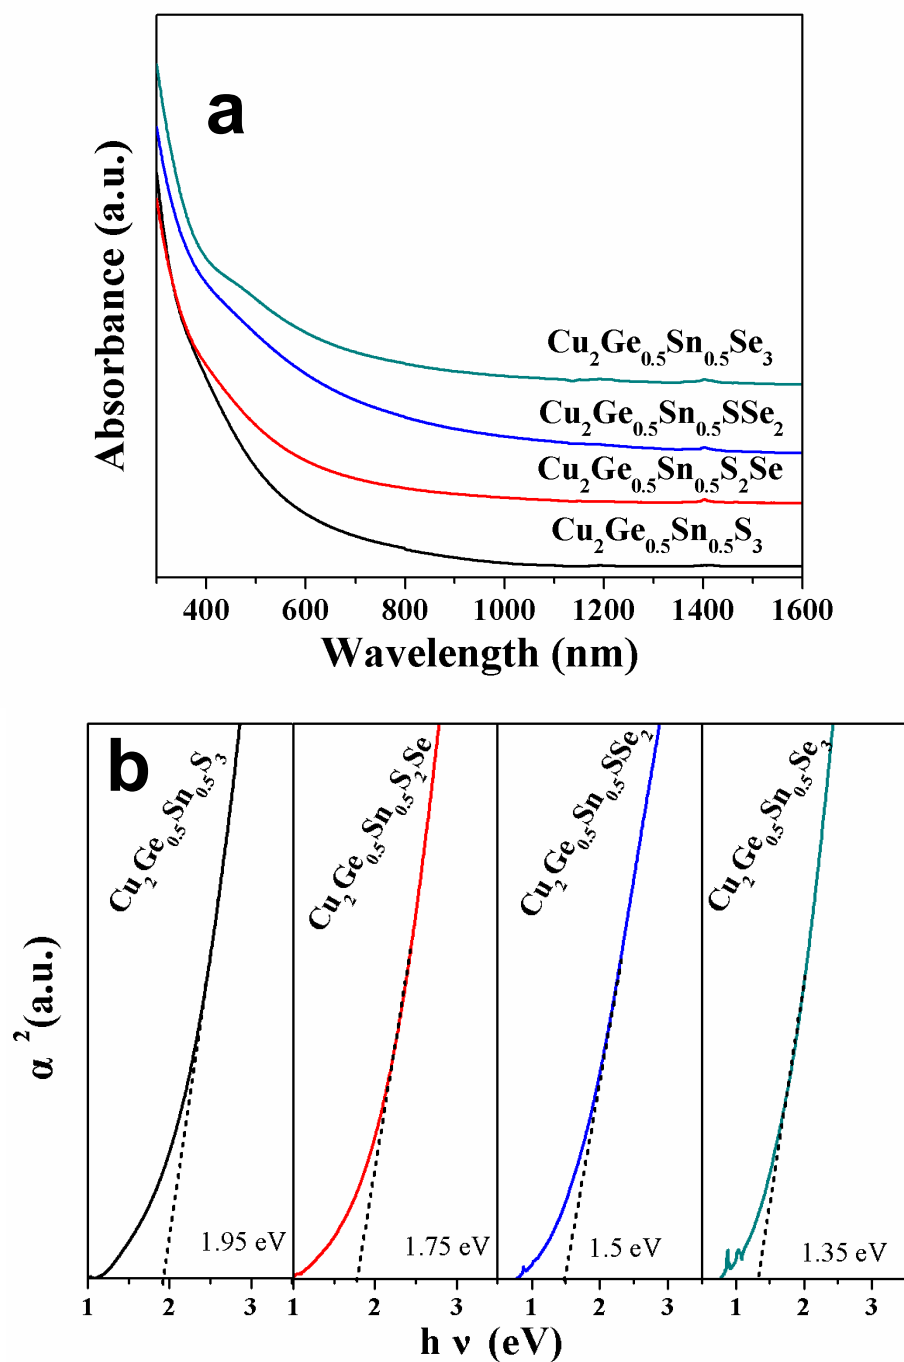 a
Absorbance (a.u.)
Cu2Ge0.5Sn0.5Se3
Cu2Ge0.5Sn0.5SSe2
Cu2Ge0.5Sn0.5S2Se
Cu2Ge0.5Sn0.5S3
400 600 800 1000 1200 1400 1600
Wavelength (nm)
b
Cu2Ge0.5Sn0.5S3
Cu2Ge0.5Sn0.5S2Se
Cu2Ge0.5Sn0.5SSe2
Cu2Ge0.5Sn0.5Se3
α 2 (a.u.)
1.95 eV
1.75 eV
1.5 eV
1.35 eV
1 2 3 1 2 3 1 2 3 1 2 3
h ν (eV)